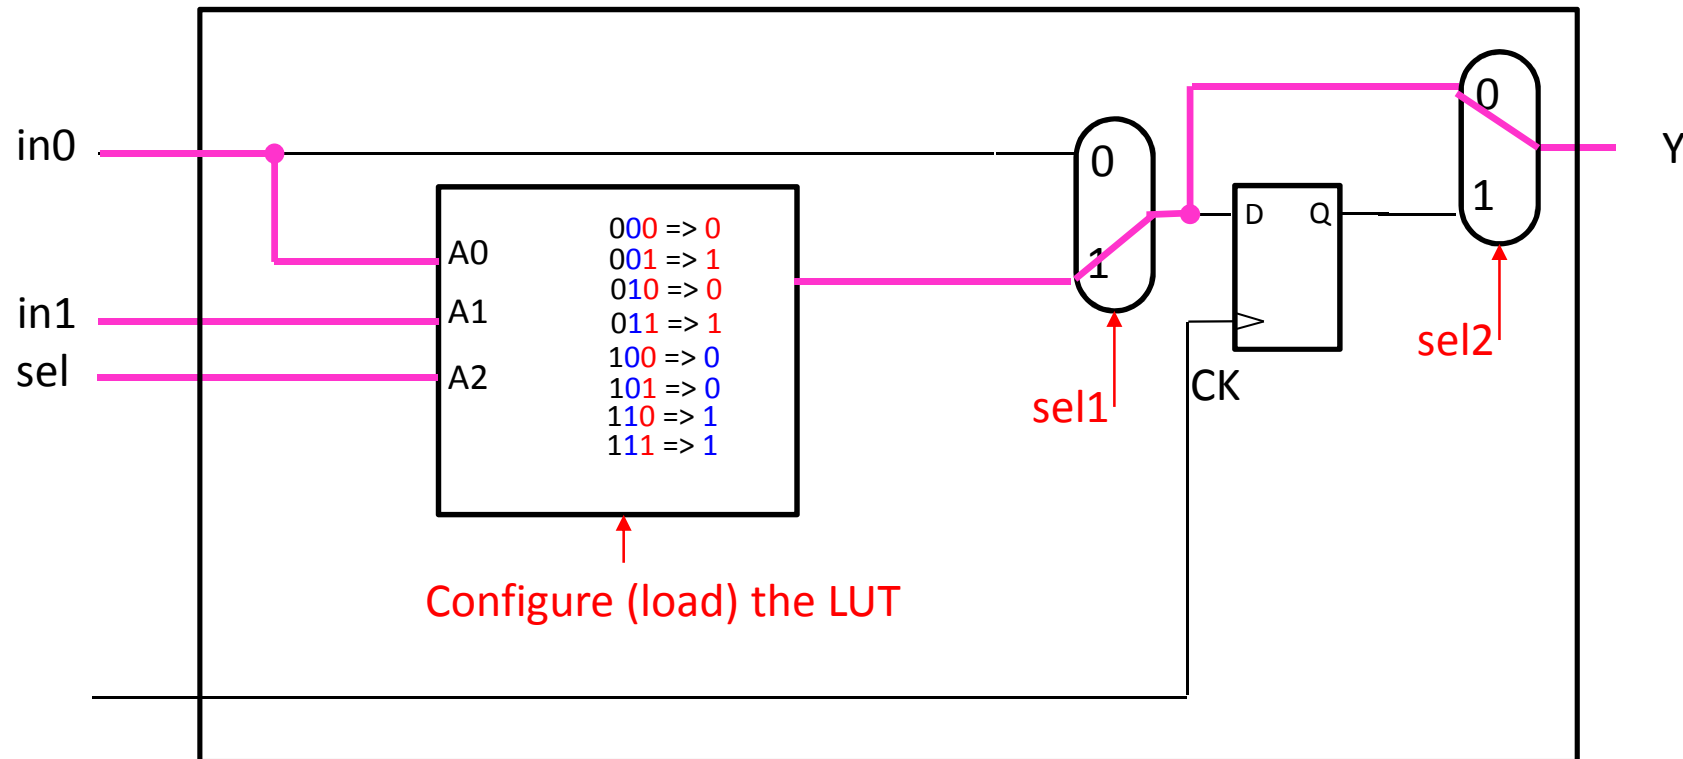 in0
in1
sel
A0
A1
A2
000 => 0
001 => 1
010 => 0
011 => 1
100 => 0
101 => 0
110 => 1
111 => 1
Configure (load) the LUT
0
1
sel1
D Q
CK
0
1
sel2
Y